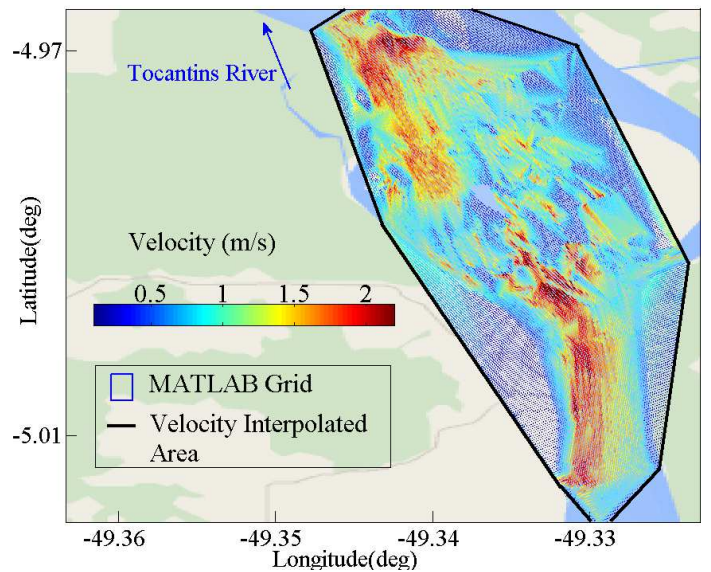 -4.97
Tocantins River
Velocity (m/s)
0.5 1 1.5 2
Latitude(deg)
MATLAB Grid
Velocity Interpolated
Area
-5.01
-49.36 -49.35 -49.34 -49.33
Longitude(deg)